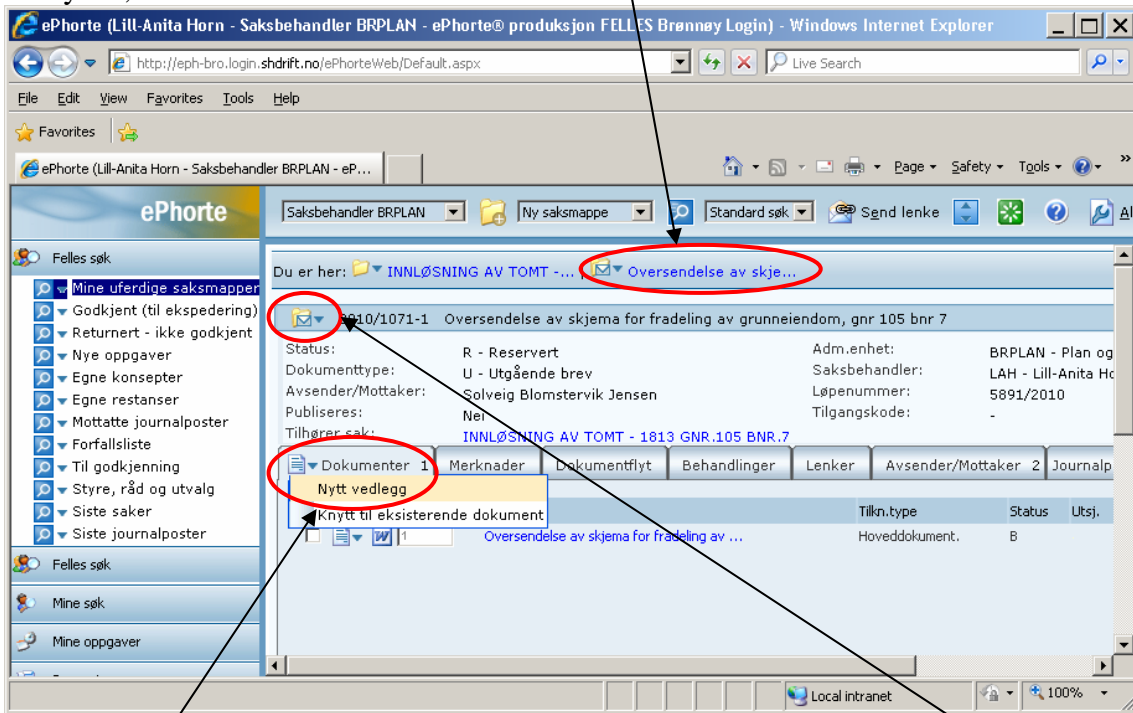 ePhorte (Lill-Anita Horn - Saksbehandler BRPLAN - ePhorte® produksjon FELLES Brønnøy Login) - Windows Internet Explorer
http://eph-bro.login.shdrift.no/ePhorteWeb/Default.aspx
Live Search
File Edit View Favorites Tools Help
Favorites
ePhorte (Lill-Anita Horn - Saksbehandler BRPLAN - eP...
Page Safety Tools »
ePhorte
Saksbehandler BRPLAN Ny saksmappe Standard søk Send lenke Al
Felles søk
Mine uferdige saksmapper
Godkjent (til ekspedering)
Returnert - ikke godkjent
Nye oppgaver
Egne konsepter
Egne restanser
Mottatte journalposter
Forfallsliste
Til godkjenning
Styre, råd og utvalg
Siste saker
Siste journalposter
Felles søk
Mine søk
Mine oppgaver
Du er her: INNLØSNING AV TOMT -... / Oversendelse av skje...
2010/1071-1 Oversendelse av skjema for fradeling av grunneiendom, gnr 105 bnr 7
Status: R - Reservert Adm.enhet: BRPLAN - Plan og
Dokumenttype: U - Utgående brev Saksbehandler: LAH - Lill-Anita Ho
Avsender/Mottaker: Solveig Blomstervik Jensen Løpenummer: 5891/2010
Publiseres: Nei Tilgangskode: -
Tilhører sak: INNLØSNING AV TOMT - 1813 GNR.105 BNR.7
Dokumenter 1 Merknader Dokumentflyt Behandlinger Lenker Avsender/Mottaker 2 Journalp
Nytt vedlegg
Knytt til eksisterende dokument
Tilkn.type Status Utsj.
1 Oversendelse av skjema for fradeling av ... Hoveddokument. B
Local intranet 100%